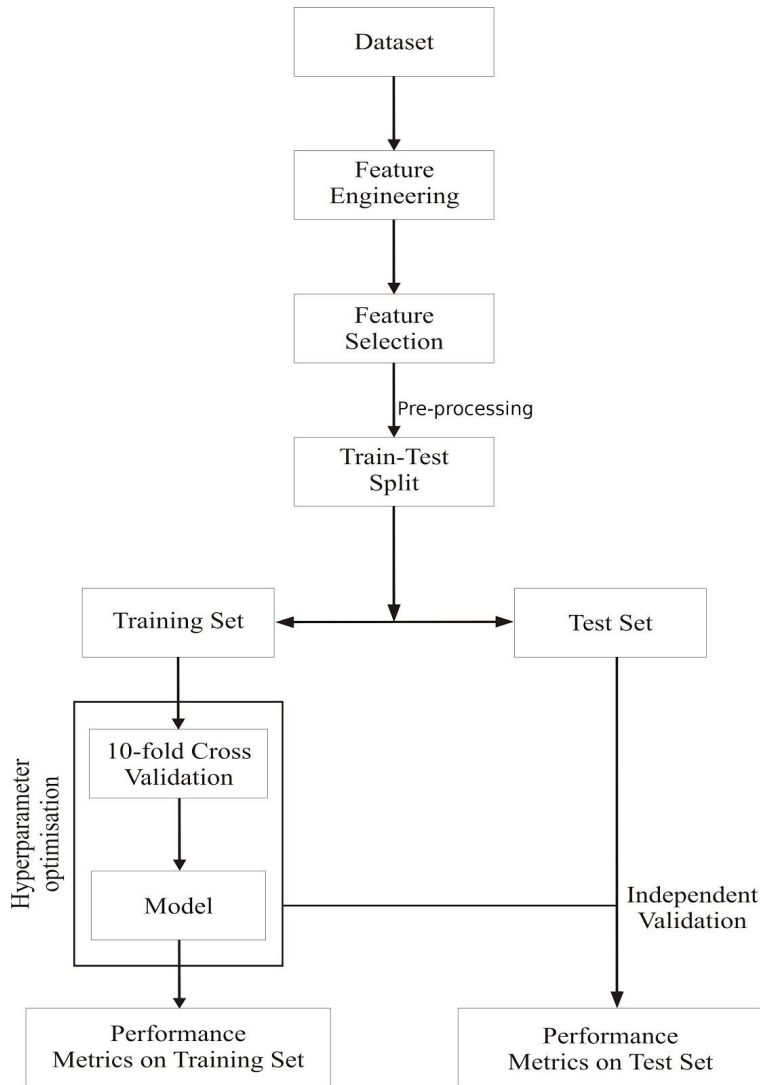 Dataset
Feature
Engineering
Feature
Selection
Pre-processing
Train-Test
Split
Training Set
Test Set
10-fold Cross
Validation
Hyperparameter
optimisation
Model
Independent
Validation
Performance
Metrics on Training Set
Performance
Metrics on Test Set